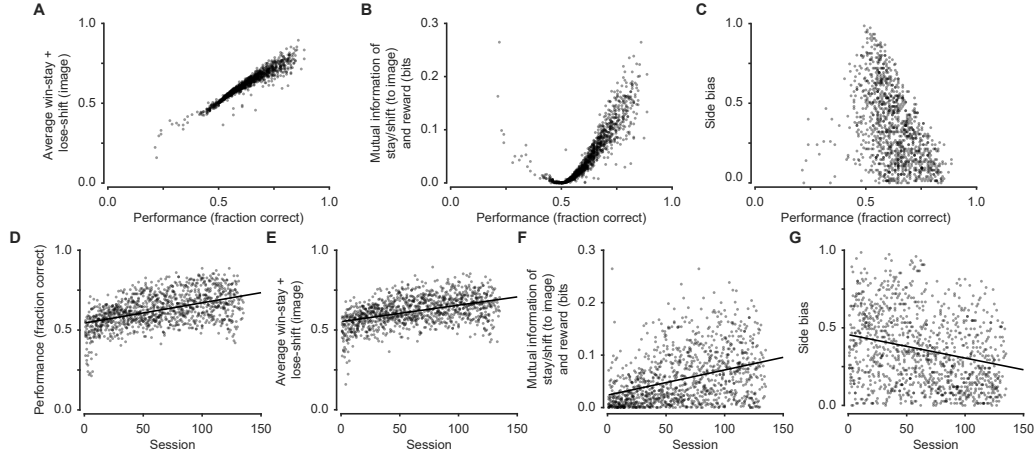 A
B
C
Average win-stay +
lose-shift (image)
1.0
0.5
0.0
0.0
0.5
1.0
Performance (fraction correct)
Mutual information of
stay/shift (to image)
and reward (bits
0.3
0.2
0.1
0.0
0.0
0.5
1.0
Performance (fraction correct)
Side bias
1.0
0.5
0.0
0.0
0.5
1.0
Performance (fraction correct)
D
E
F
G
Performance (fraction correct)
1.0
0.5
0.0
0
50
100
150
Session
Average win-stay +
lose-shift (image)
1.0
0.5
0.0
0
50
100
150
Session
Mutual information of
stay/shift (to image)
and reward (bits
0.3
0.2
0.1
0.0
0
50
100
150
Session
Side bias
1.0
0.5
0.0
0
50
100
150
Session